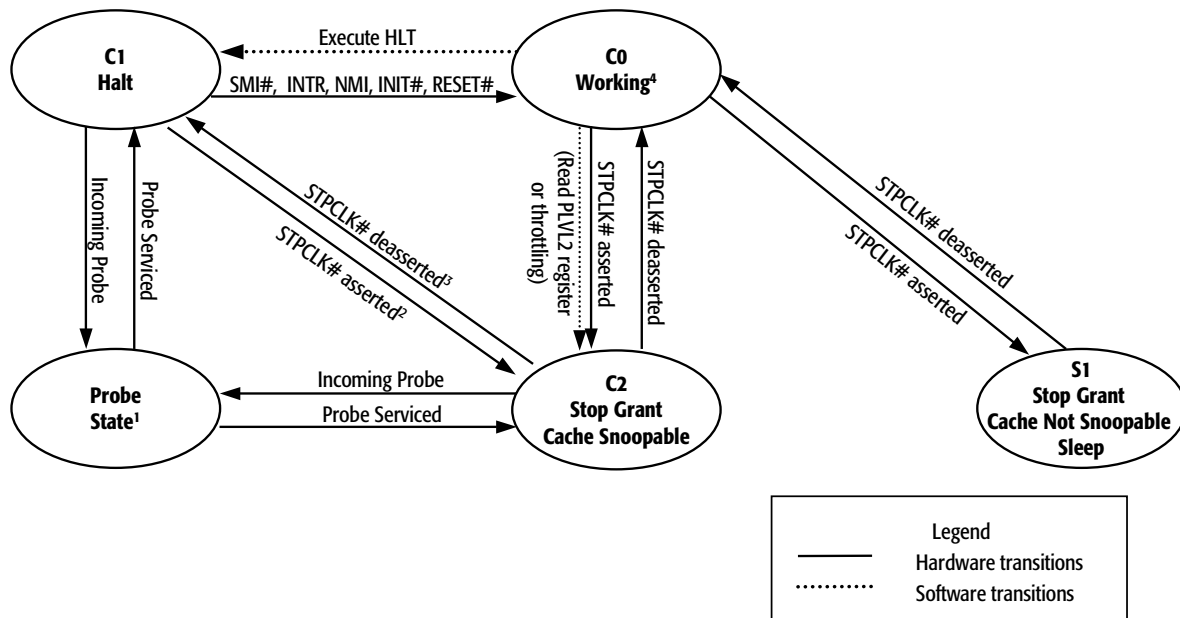 Execute HLT
C1
Halt
C0
Working⁴
SMI#, INTR, NMI, INIT#, RESET#
Incoming Probe
Probe Serviced
STPCLK# deasserted³
STPCLK# asserted²
(Read PLVL2 register
or throttling)
STPCLK# asserted
STPCLK# deasserted
STPCLK# deasserted
STPCLK# asserted
Probe
State¹
Incoming Probe
Probe Serviced
C2
Stop Grant
Cache Snoopable
S1
Stop Grant
Cache Not Snoopable
Sleep
Legend
Hardware transitions
Software transitions